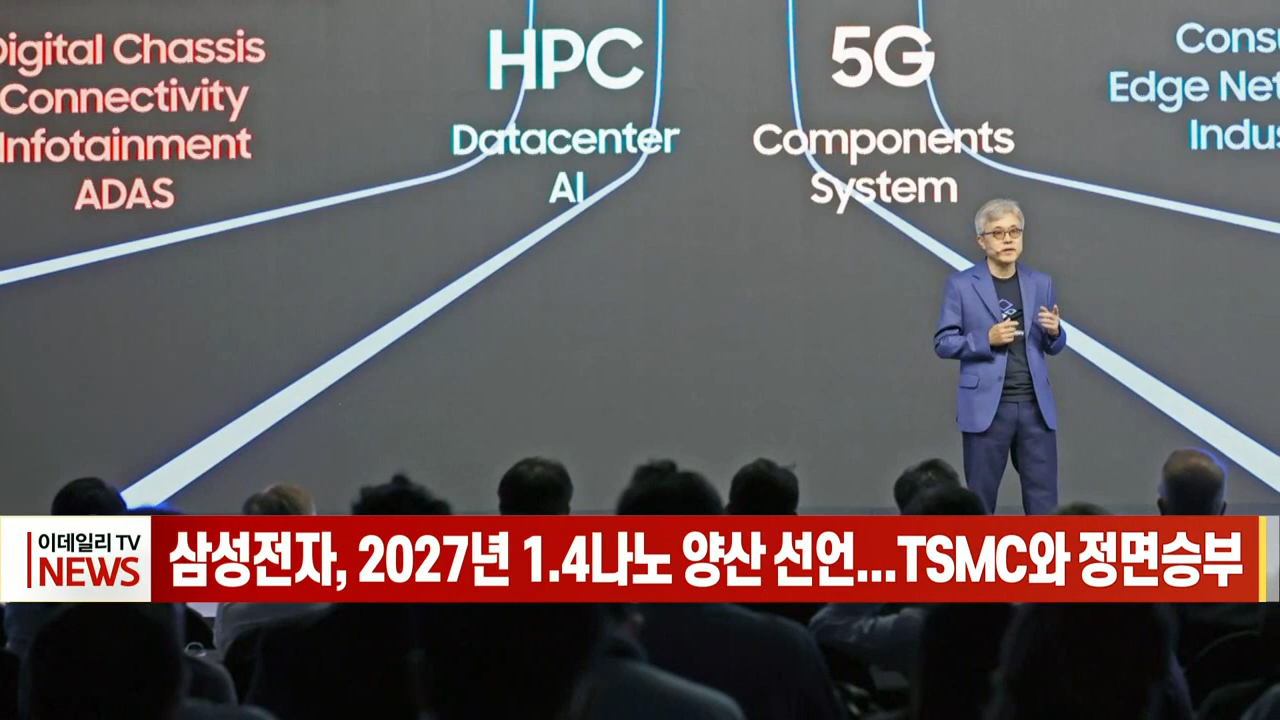 Digital Chassis
Connectivity
Infotainment
ADAS
HPC
Datacenter
AI
5G
Components
System
Consu
Edge Net
Indus
이데일리 TV
NEWS
삼성전자, 2027년 1.4나노 양산 선언...TSMC와 정면승부